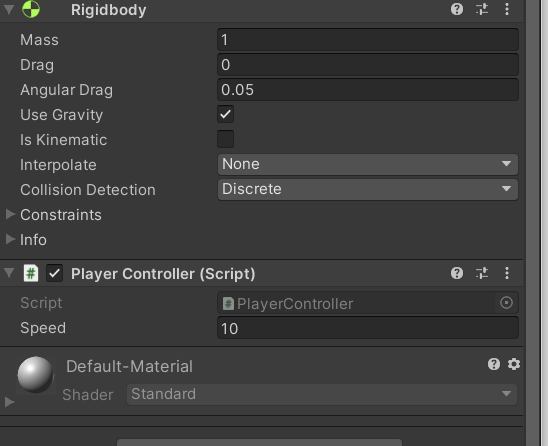 Rigidbody
Mass 1
Drag 0
Angular Drag 0.05
Use Gravity
Is Kinematic
Interpolate None
Collision Detection Discrete
Constraints
Info
# Player Controller (Script)
Script # PlayerController
Speed 10
Default-Material
Shader Standard